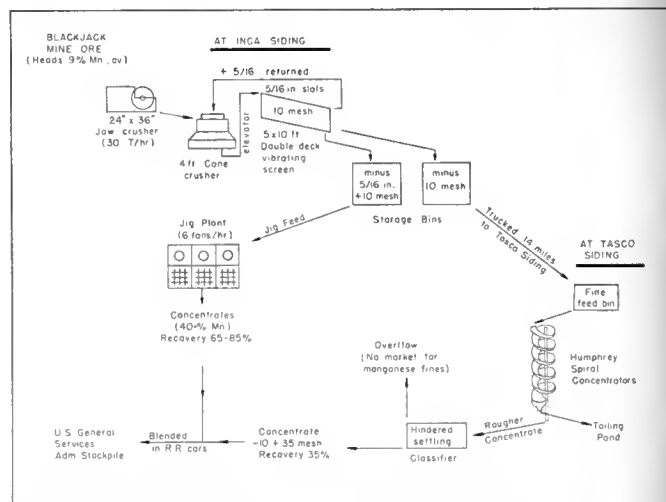 BLACKJACK
MINE ORE
(Heads 9% Mn, av)
AT INCA SIDING
+ 5/16 returned
5/16 in slots
10 mesh
24" x 36"
Jaw crusher
(30 T/hr)
elevator
4 ft Cone
crusher
5 x 10 ft
Double deck
vibrating
screen
minus
5/16 in.
+10 mesh
minus
10 mesh
Storage Bins
Jig Feed
Jig Plant
(6 tons/hr)
Trucked 14 miles
to Tasco Siding
AT TASCO
SIDING
Fine
feed bin
Concentrates
(40+% Mn)
Recovery 65-85%
Overflow
(No market for
manganese fines)
Humphrey
Spiral
Concentrators
Tailing
Pond
Rougher
Concentrate
Hindered
settling
Classifier
Concentrate
-10 + 35 mesh
Recovery 35%
Blended
in R R cars
U S General
Services
Adm Stockpile